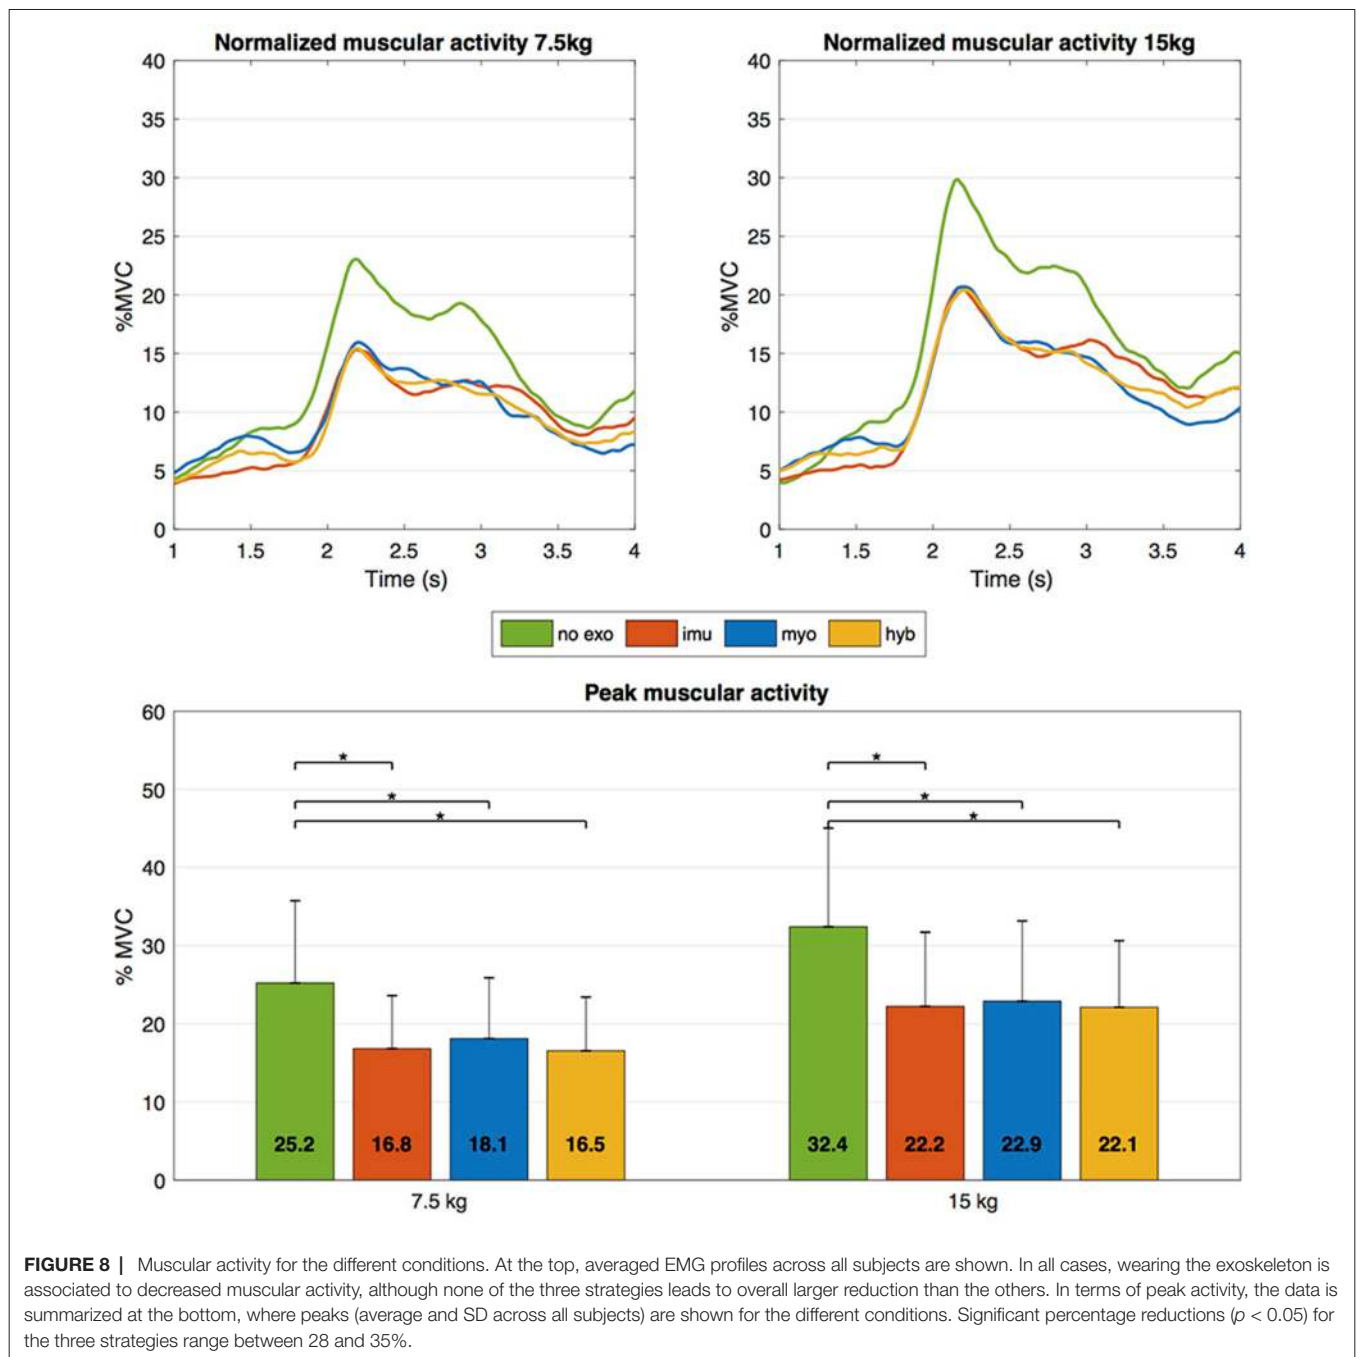 Normalized muscular activity 7.5kg
40
35
30
25
20
15
10
5
0
%MVC
1 1.5 2 2.5 3 3.5 4
Time (s)
Normalized muscular activity 15kg
40
35
30
25
20
15
10
5
0
%MVC
1 1.5 2 2.5 3 3.5 4
Time (s)
no exo imu myo hyb
Peak muscular activity
60
50
40
30
20
10
0
% MVC
★ ★
★ ★
★ ★
25.2 16.8 18.1 16.5 32.4 22.2 22.9 22.1
7.5 kg 15 kg
FIGURE 8 | Muscular activity for the different conditions. At the top, averaged EMG profiles across all subjects are shown. In all cases, wearing the exoskeleton is
associated to decreased muscular activity, although none of the three strategies leads to overall larger reduction than the others. In terms of peak activity, the data is
summarized at the bottom, where peaks (average and SD across all subjects) are shown for the different conditions. Significant percentage reductions (p < 0.05) for
the three strategies range between 28 and 35%.